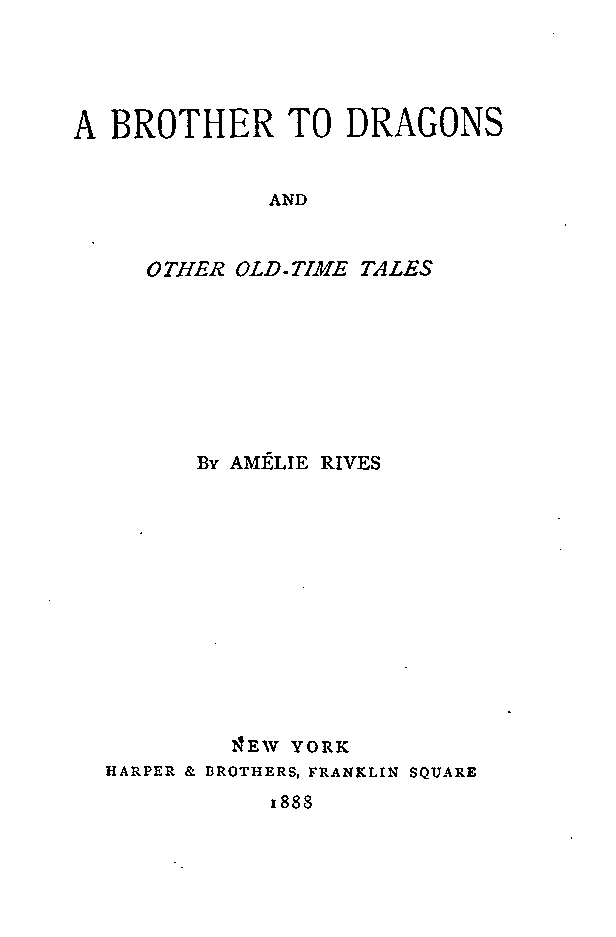 A BROTHER TO DRAGONS
AND
OTHER OLD-TIME TALES
BY AMÉLIE RIVES
NEW YORK
HARPER & BROTHERS, FRANKLIN SQUARE
1888